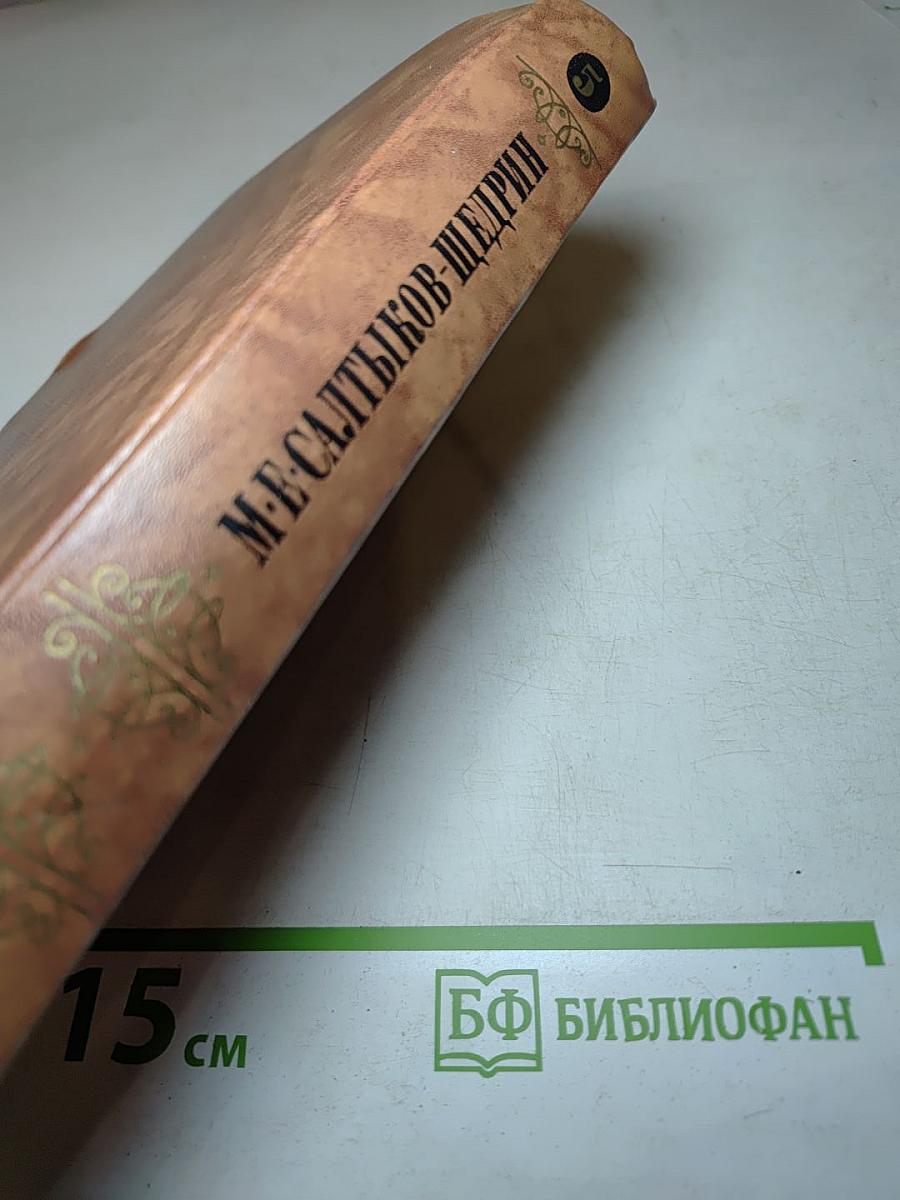 5
М·Е·САЛТЫКОВ-ЩЕДРИН
15 см
БФ БИБЛИОФАН